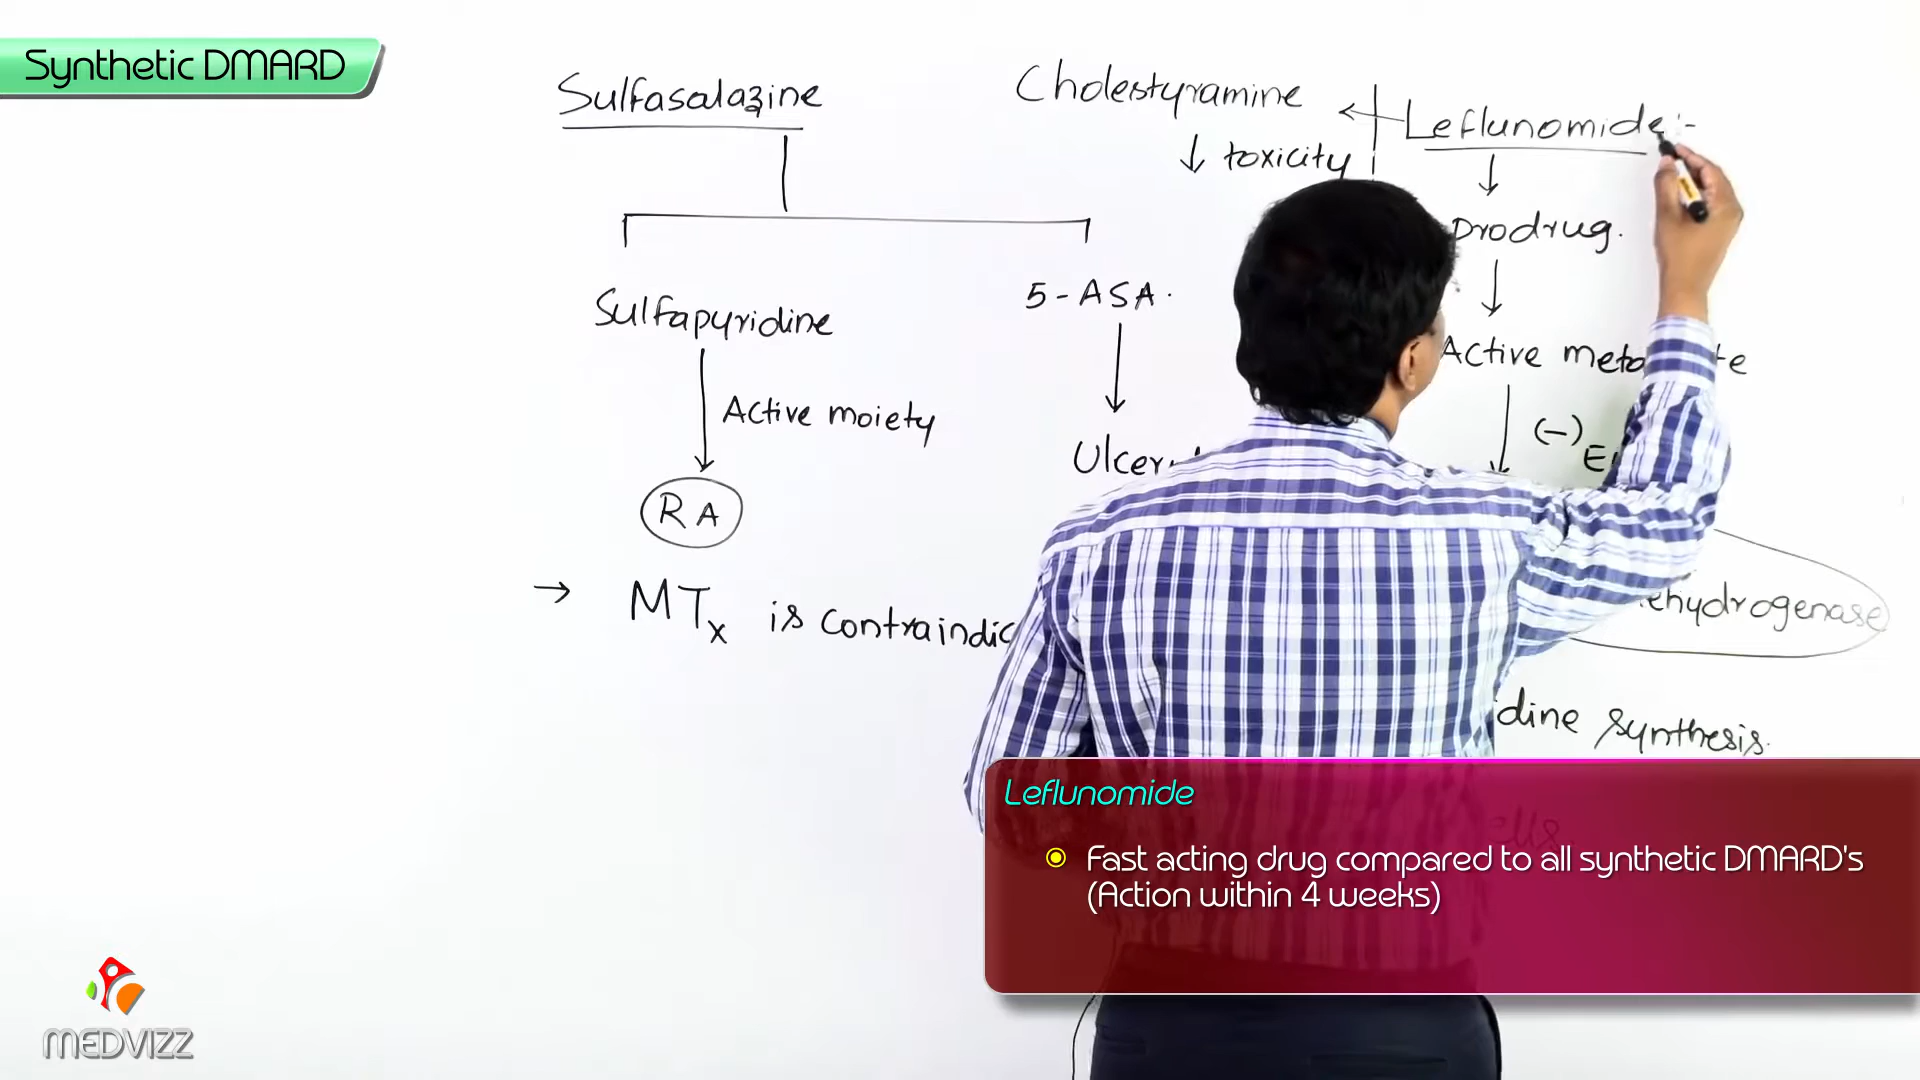 Synthetic DMARD
Sulfasalazine
Sulfapyridine
Active moiety
RA
→ MTx is
5-ASA.
Cholestyramine
↓ toxicity
Leflunomide:-
Prodrug.
Active
(-)
synthesis.
Leflunomide
Fast acting drug compared to all synthetic DMARD's
(Action within 4 weeks)
MEDVIZZ